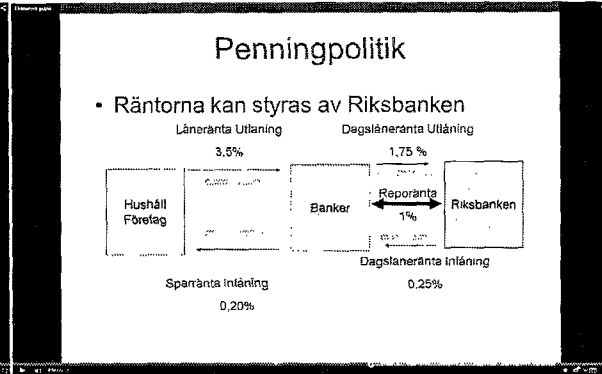 Penningpolitik
• Räntorna kan styras av Riksbanken
Låneränta Utlåning
Dagslåneränta Utlåning
3,5%
1,75 %
Hushåll
Företag
Banker
Reporänta
1%
Riksbanken
Sparränta Inlåning
Dagslåneränta Inlåning
0,20%
0,25%